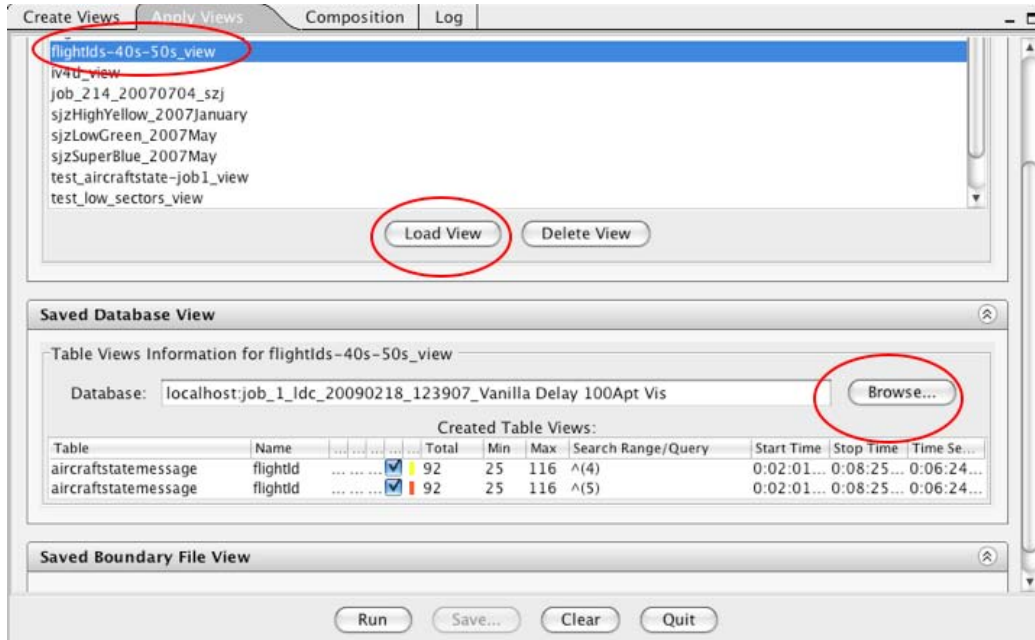 Create Views Apply Views Composition Log
flightIds-40s-50s_view
iv4d_view
job_214_20070704_szj
sjzHighYellow_2007January
sjzLowGreen_2007May
sjzSuperBlue_2007May
test_aircraftstate-job1_view
test_low_sectors_view
Load View Delete View
Saved Database View
Table Views Information for flightIds-40s-50s_view
Database: localhost:job_1_ldc_20090218_123907_Vanilla Delay 100Apt Vis Browse...
Created Table Views:
Table Name ... ... ... ... ... Total Min Max Search Range/Query Start Time Stop Time Time Se...
aircraftstatemessage flightId ... ... ... 92 25 116 ^(4) 0:02:01... 0:08:25... 0:06:24...
aircraftstatemessage flightId ... ... ... 92 25 116 ^(5) 0:02:01... 0:08:25... 0:06:24...
Saved Boundary File View
Run Save... Clear Quit